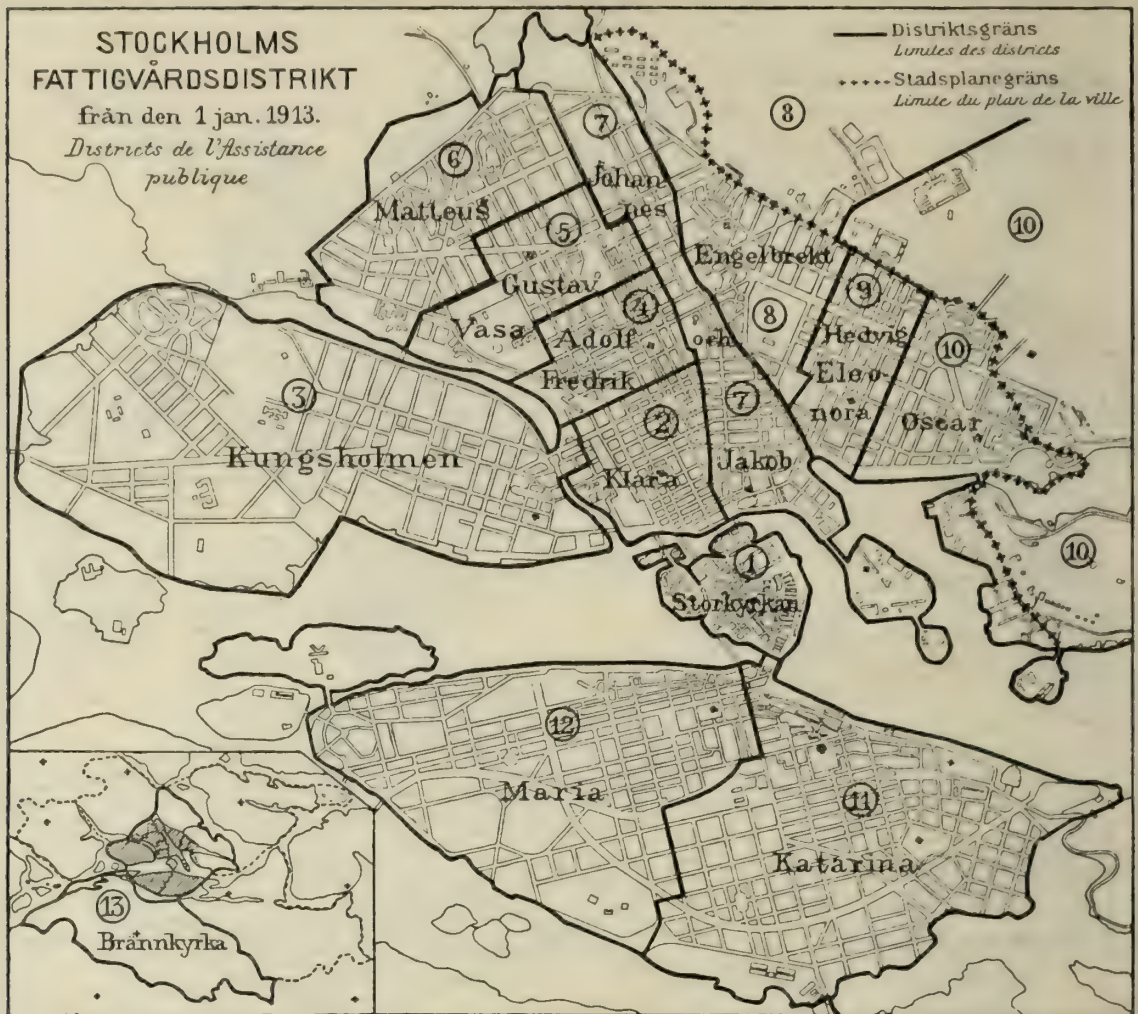 STOCKHOLMS
FATTIGVÅRDSDISTRIKT
från den 1 jan. 1913.
Districts de l'Assistance
publique
Distriktsgräns
Limites des districts
Stadsplanegräns
Limite du plan de la ville
7
Johan-
nes
8
6
Matteus
5
Gustav
Vasa
Engelbrekt
8
10
9
Hedvig
Eleo-
nora
4
Adolf
Fredrik
och
7
Jakob
10
Oscar
3
Kungsholmen
2
Klara
10
1
Storkyrkan
12
Maria
11
Katarina
13
Brännkyrka